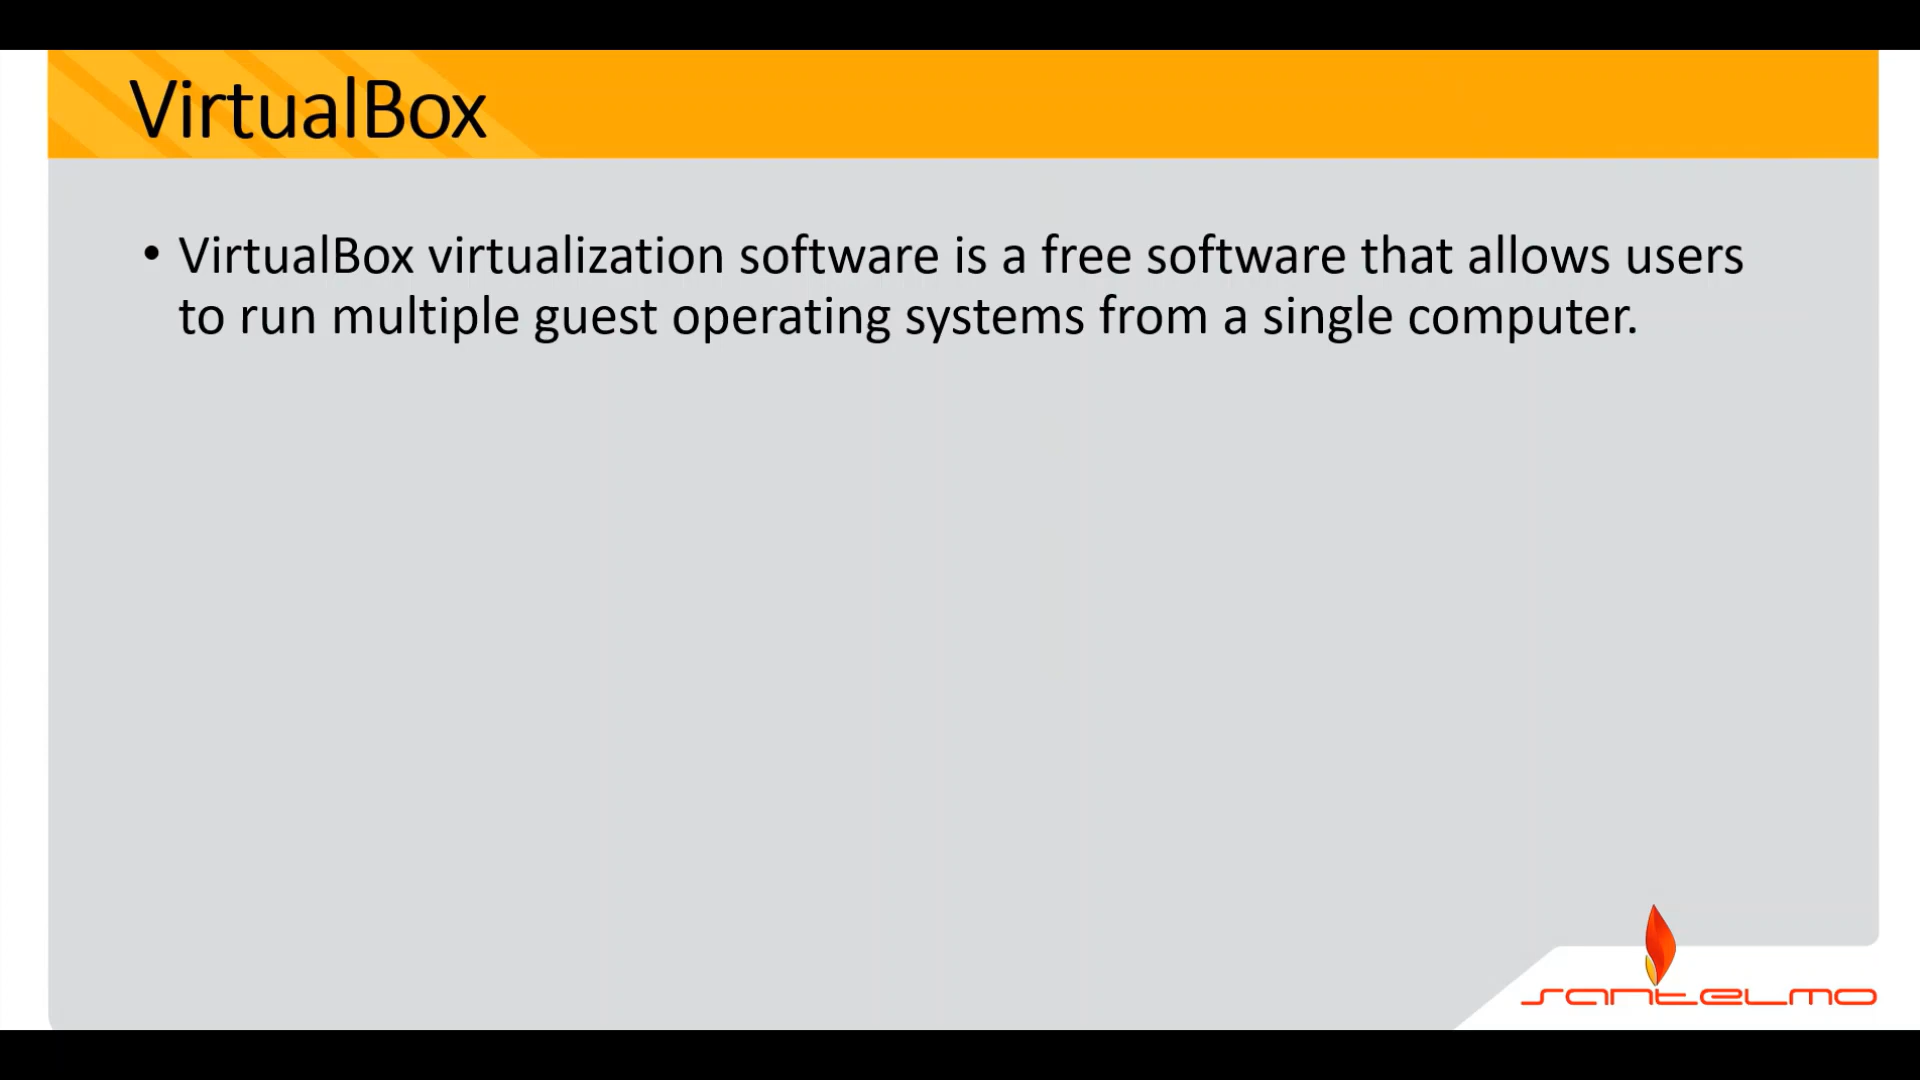 VirtualBox
• VirtualBox virtualization software is a free software that allows users
to run multiple guest operating systems from a single computer.
santelmo